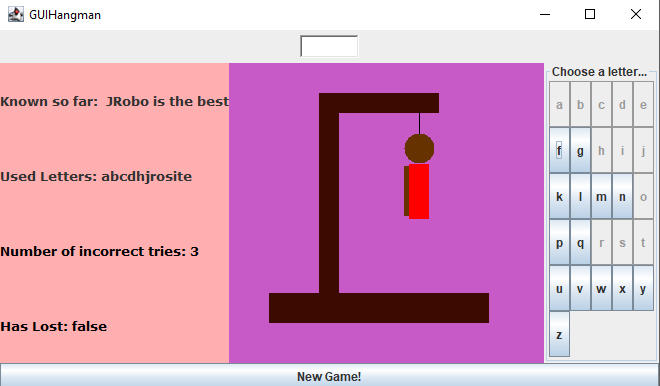 GUIHangman
Known so far:  JRobo is the best
Used Letters: abcdhjrosite
Number of incorrect tries: 3
Has Lost: false
Choose a letter...
a b c d e
f g h i j
k l m n o
p q r s t
u v w x y
z
New Game!